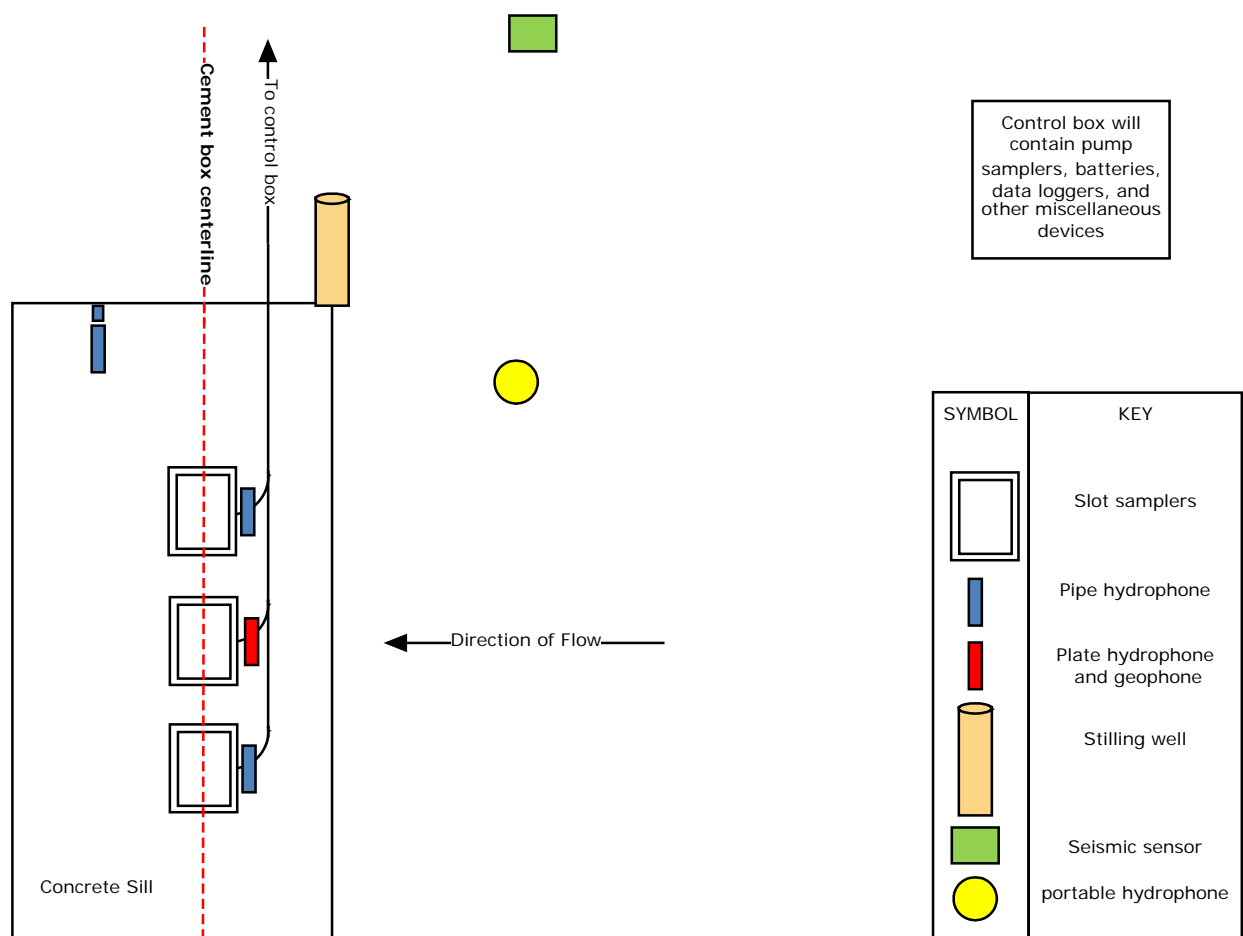 Cement box centerline
To control box
Control box will
contain pump
samplers, batteries,
data loggers, and
other miscellaneous
devices
Direction of Flow
Concrete Sill
SYMBOL
KEY
Slot samplers
Pipe hydrophone
Plate hydrophone
and geophone
Stilling well
Seismic sensor
portable hydrophone